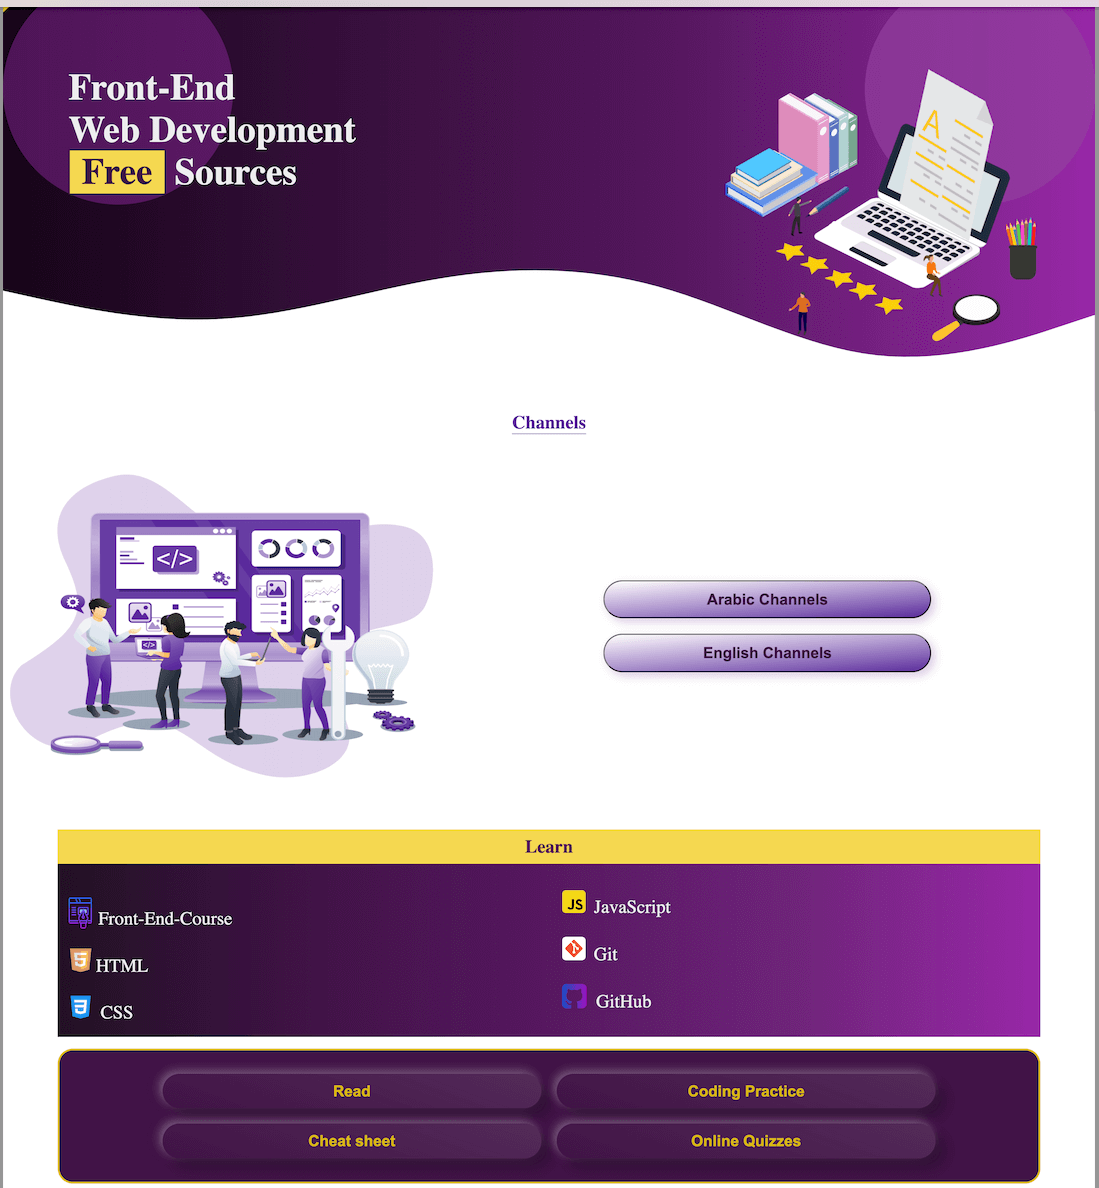 Front-End
Web Development
Free Sources
A
Channels
</>
</>
Arabic Channels
English Channels
Learn
Front-End-Course
HTML
CSS
JS JavaScript
Git
GitHub
Read
Coding Practice
Cheat sheet
Online Quizzes